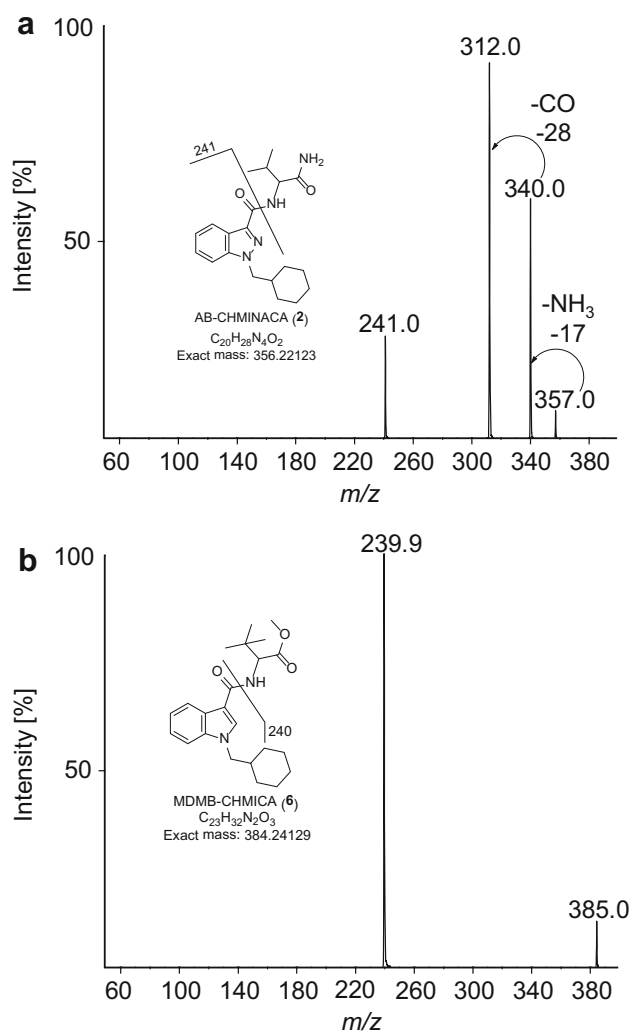 a
100
50
Intensity [%]
312.0
-CO
-28
340.0
-NH₃
-17
357.0
241.0
241
NH₂
O
O
NH
N
N
AB-CHMINACA (2)
C₂₀H₂₈N₄O₂
Exact mass: 356.22123
60 100 140 180 220 260 300 340 380
m/z
b
100
50
Intensity [%]
239.9
385.0
O
O
O
NH
N
240
MDMB-CHMICA (6)
C₂₃H₃₂N₂O₃
Exact mass: 384.24129
60 100 140 180 220 260 300 340 380
m/z